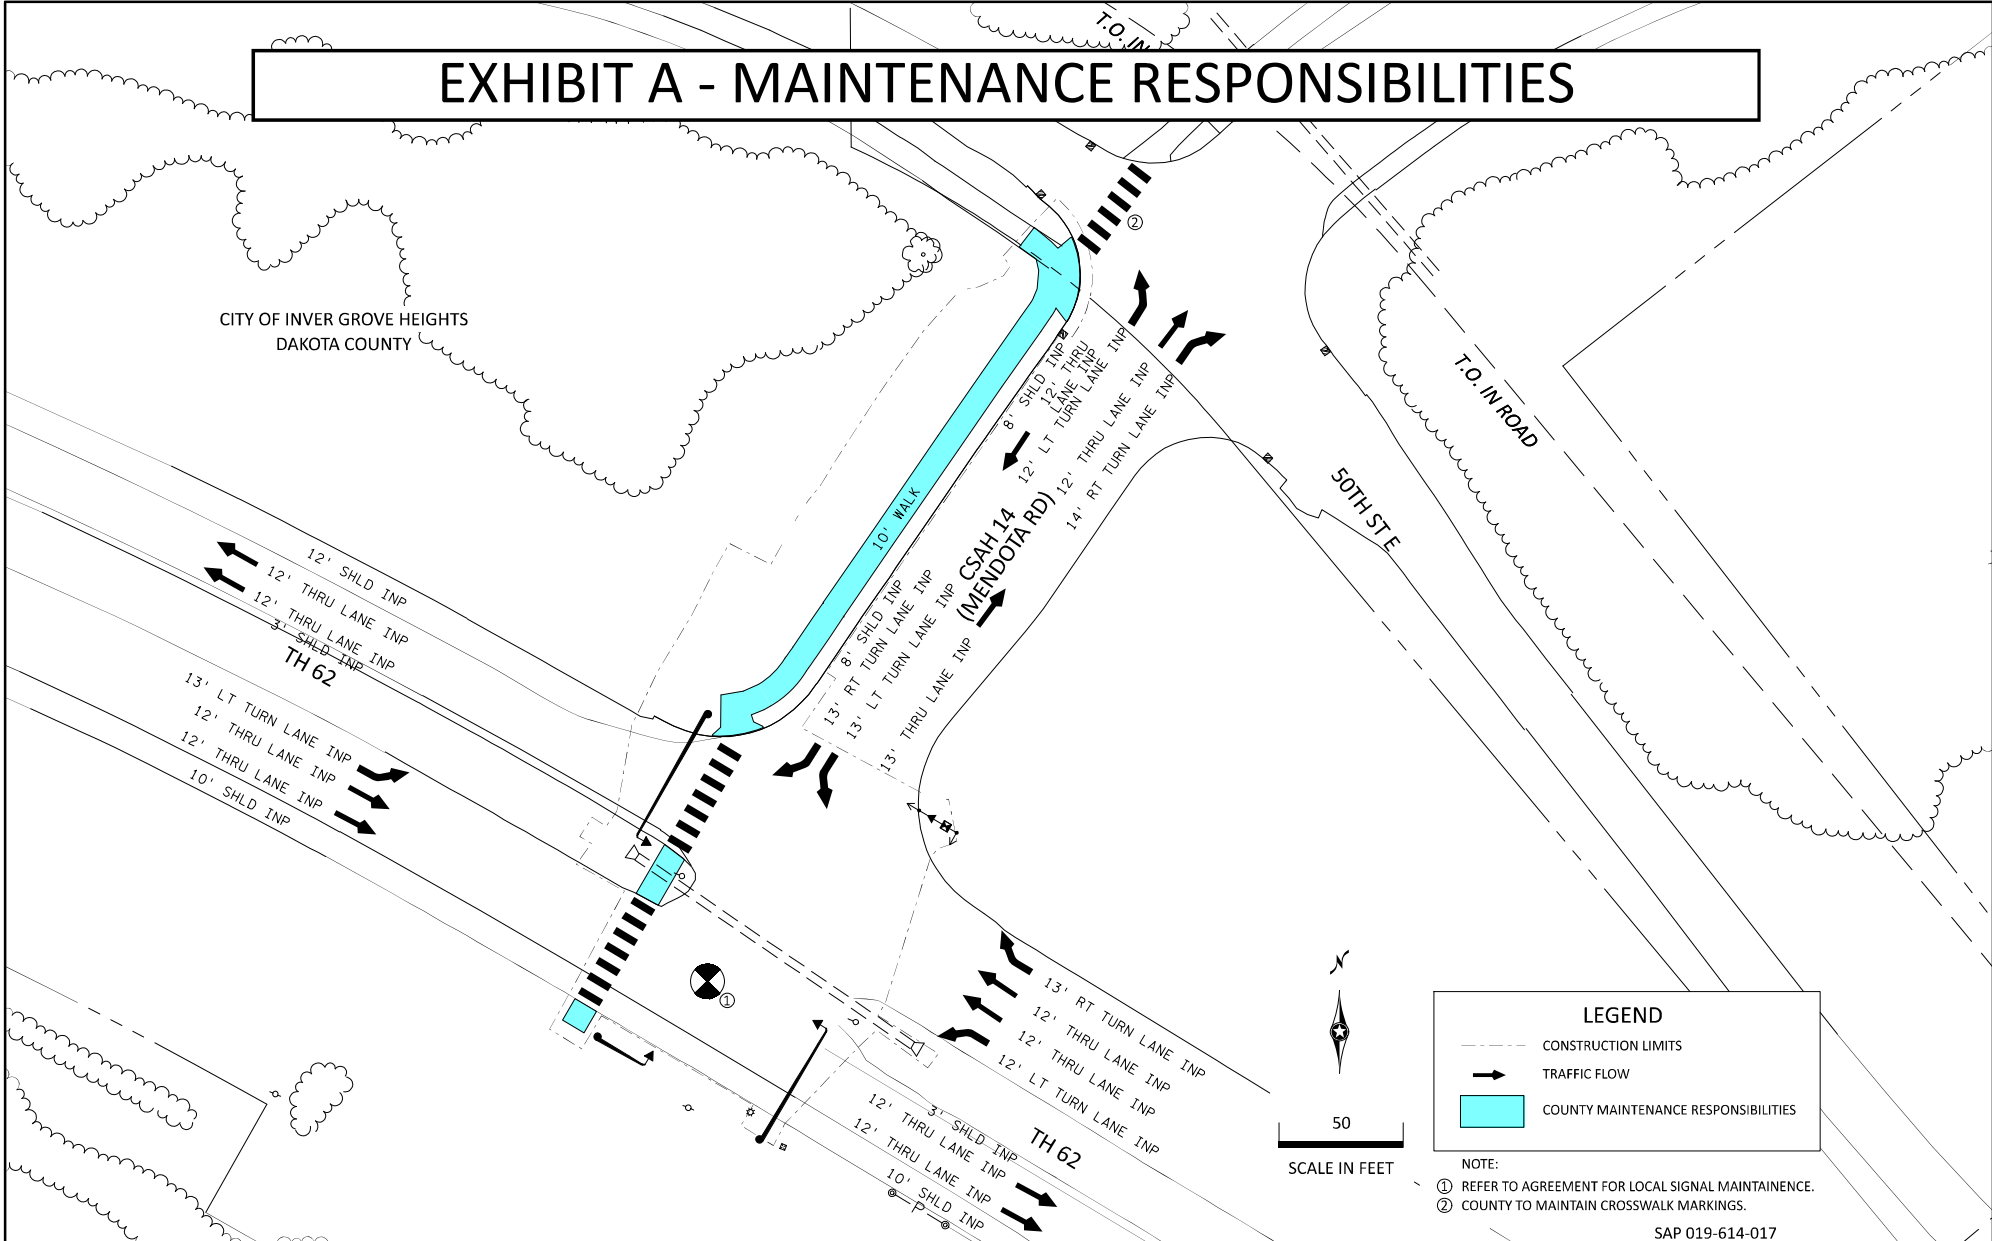 T.O. IN
EXHIBIT A - MAINTENANCE RESPONSIBILITIES
②
CITY OF INVER GROVE HEIGHTS
DAKOTA COUNTY
T.O. IN ROAD
50TH ST E
8' SHLD INP
12' THRU
LANE INP
12' LT TURN LANE INP
12' THRU LANE INP
14' RT TURN LANE INP
10' WALK
CSAH 14
(MENDOTA RD)
8' SHLD INP
13' RT TURN LANE INP
13' LT TURN LANE INP
13' THRU LANE INP
12' SHLD INP
12' THRU LANE INP
12' THRU LANE INP
3' SHLD INP
TH 62
13' LT TURN LANE INP
12' THRU LANE INP
12' THRU LANE INP
10' SHLD INP
①
13' RT TURN LANE INP
12' THRU LANE INP
12' THRU LANE INP
12' LT TURN LANE INP
3' SHLD INP
12' THRU LANE INP
12' THRU LANE INP
10' SHLD INP
TH 62
P
N
50
SCALE IN FEET
LEGEND
CONSTRUCTION LIMITS
TRAFFIC FLOW
COUNTY MAINTENANCE RESPONSIBILITIES
NOTE:
① REFER TO AGREEMENT FOR LOCAL SIGNAL MAINTAINENCE.
② COUNTY TO MAINTAIN CROSSWALK MARKINGS.
SAP 019-614-017